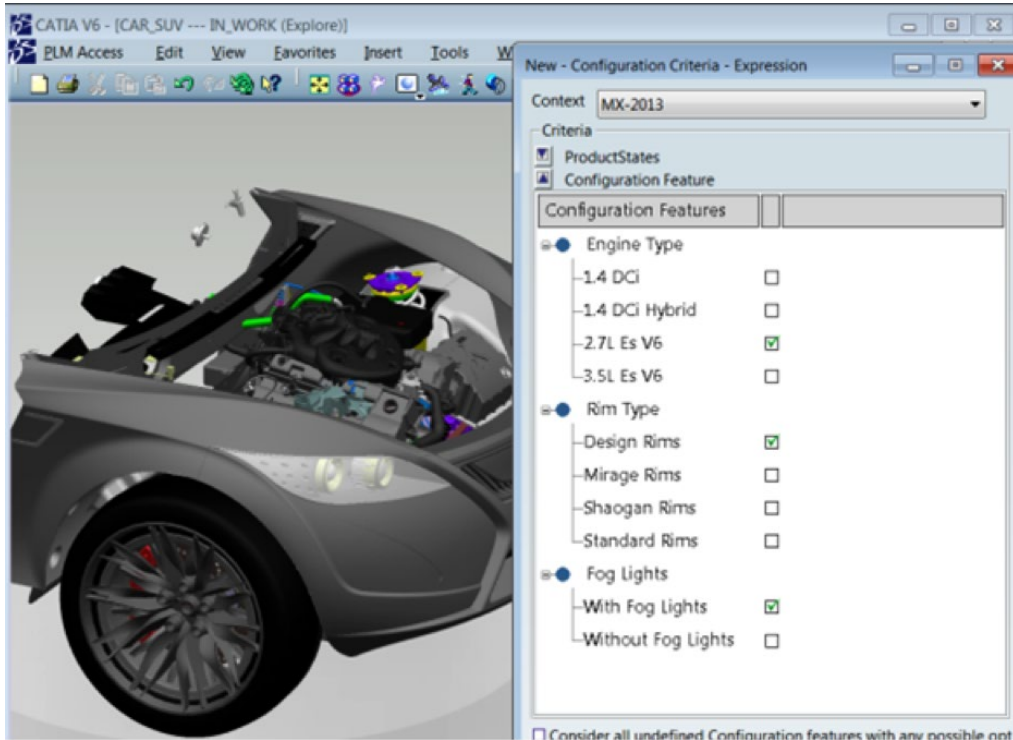 CATIA V6 - [CAR_SUV --- IN_WORK (Explore)]
PLM Access Edit View Favorites Insert Tools W
New - Configuration Criteria - Expression
Context MX-2013
Criteria
ProductStates
Configuration Feature
Configuration Features
Engine Type
1.4 DCi
1.4 DCi Hybrid
2.7L Es V6
3.5L Es V6
Rim Type
Design Rims
Mirage Rims
Shaogan Rims
Standard Rims
Fog Lights
With Fog Lights
Without Fog Lights
Consider all undefined Configuration features with any possible opt